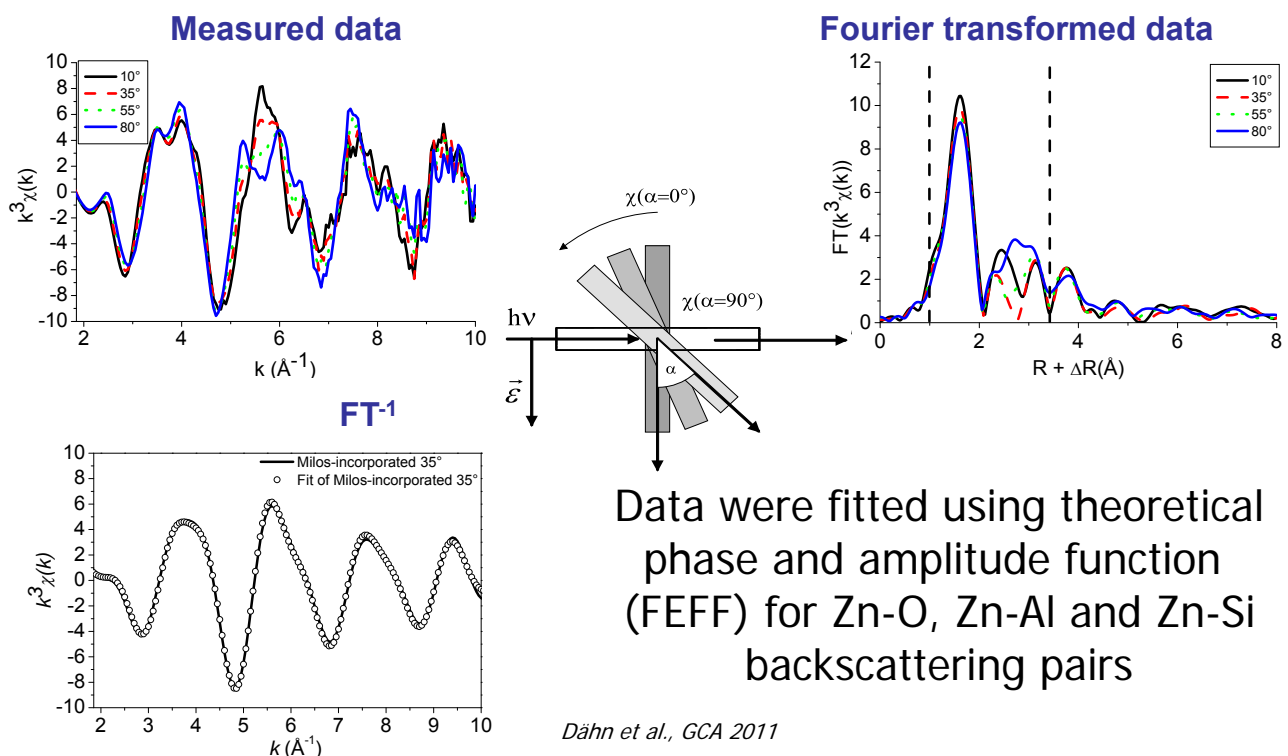 Measured data
10
8
6
4
2
0
-2
-4
-6
-8
-10
k³χ(k)
10°
35°
55°
80°
2 3 4 5 6 7 8 9 10
k (Å⁻¹)
Fourier transformed data
12
10
8
6
4
2
0
FT(k³χ(k))
10°
35°
55°
80°
0 2 4 6 8
R + ΔR(Å)
χ(α=0°)
χ(α=90°)
hν
α
ε⃗
FT⁻¹
10
8
6
4
2
0
-2
-4
-6
-8
-10
k³χ(k)
Milos-incorporated 35°
Fit of Milos-incorporated 35°
2 3 4 5 6 7 8 9 10
k (Å⁻¹)
Data were fitted using theoretical
phase and amplitude function
(FEFF) for Zn-O, Zn-Al and Zn-Si
backscattering pairs
Dähn et al., GCA 2011